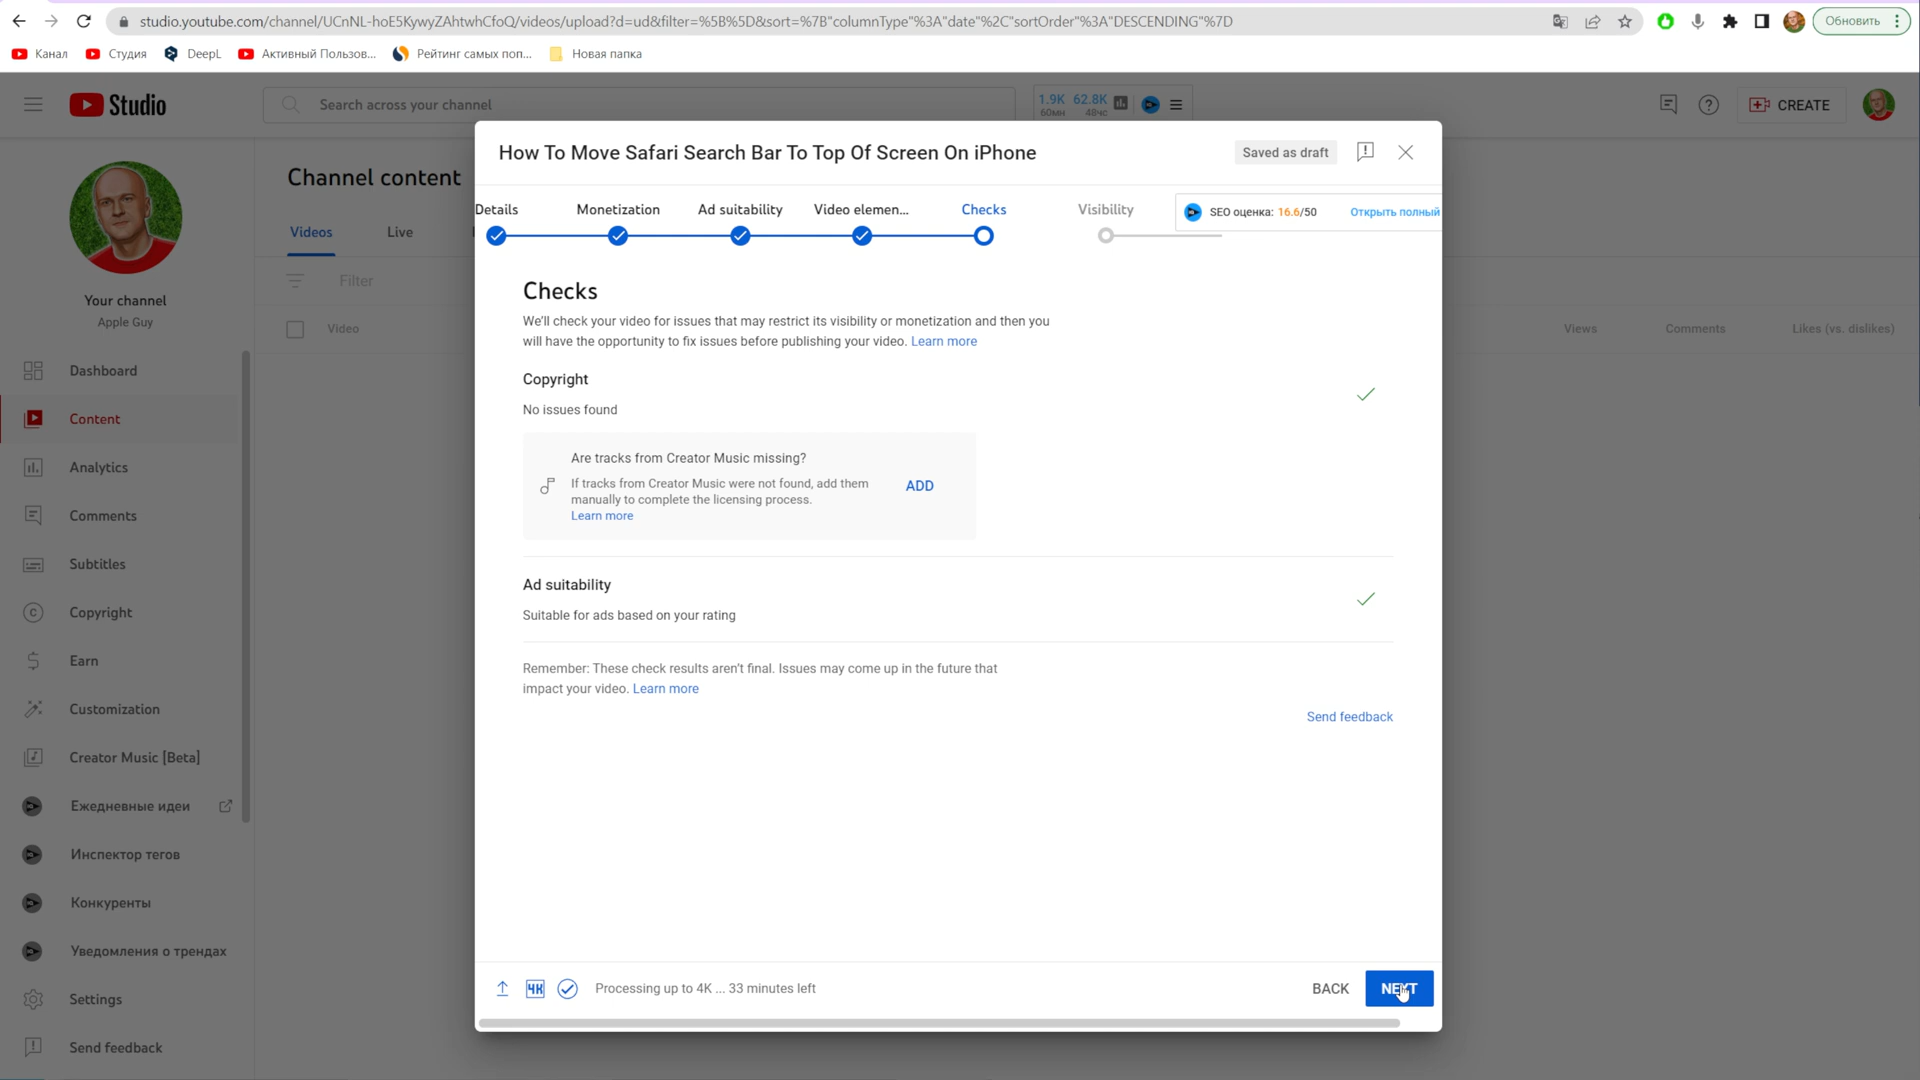 studio.youtube.com/channel/UCnNL-hoE5KywyZAhtwhCfoQ/videos/upload?d=ud&filter=%5B%5D&sort=%7B"columnType"%3A"date"%2C"sortOrder"%3A"DESCENDING"%7D
Обновить
Канал
Студия
DeepL
Активный Пользов...
Рейтинг самых поп...
Новая папка
Studio
Search across your channel
1.9K 62.8K
60мн 48чс
CREATE
Your channel
Apple Guy
Dashboard
Content
Analytics
Comments
Subtitles
Copyright
Earn
Customization
Creator Music [Beta]
Ежедневные идеи
Инспектор тегов
Конкуренты
Уведомления о трендах
Settings
Send feedback
Channel content
Videos
Live
Filter
Video
Views
Comments
Likes (vs. dislikes)
How To Move Safari Search Bar To Top Of Screen On iPhone
Saved as draft
Details
Monetization
Ad suitability
Video elemen...
Checks
Visibility
SEO оценка: 16.6/50
Открыть полный
Checks
We'll check your video for issues that may restrict its visibility or monetization and then you
will have the opportunity to fix issues before publishing your video. Learn more
Copyright
No issues found
Are tracks from Creator Music missing?
If tracks from Creator Music were not found, add them
manually to complete the licensing process.
Learn more
ADD
Ad suitability
Suitable for ads based on your rating
Remember: These check results aren't final. Issues may come up in the future that
impact your video. Learn more
Send feedback
4K
Processing up to 4K ... 33 minutes left
BACK
NEXT